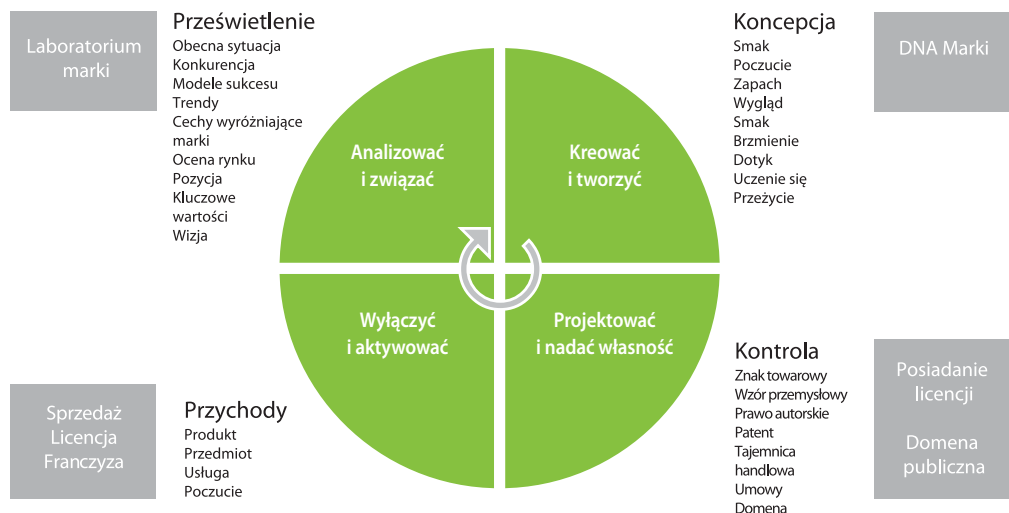 Laboratorium
marki
Prześwietlenie
Obecna sytuacja
Konkurencja
Modele sukcesu
Trendy
Cechy wyróżniające
marki
Ocena rynku
Pozycja
Kluczowe
wartości
Wizja
Analizować
i związać
Kreować
i tworzyć
Koncepcja
Smak
Poczucie
Zapach
Wygląd
Smak
Brzmienie
Dotyk
Uczenie się
Przeżycie
DNA Marki
Sprzedaż
Licencja
Franczyza
Przychody
Produkt
Przedmiot
Usługa
Poczucie
Wyłączyć
i aktywować
Projektować
i nadać własność
Kontrola
Znak towarowy
Wzór przemysłowy
Prawo autorskie
Patent
Tajemnica
handlowa
Umowy
Domena
Posiadanie
licencji
Domena
publiczna